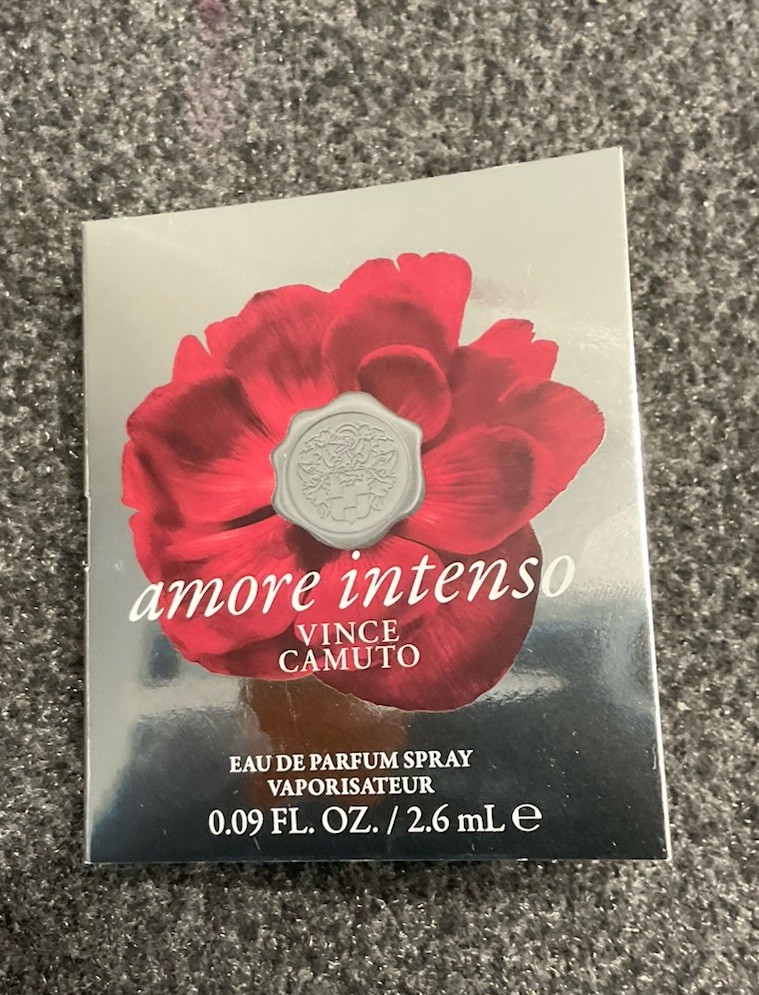 amore intenso
VINCE
CAMUTO
EAU DE PARFUM SPRAY
VAPORISATEUR
0.09 FL. OZ. / 2.6 mL ℮